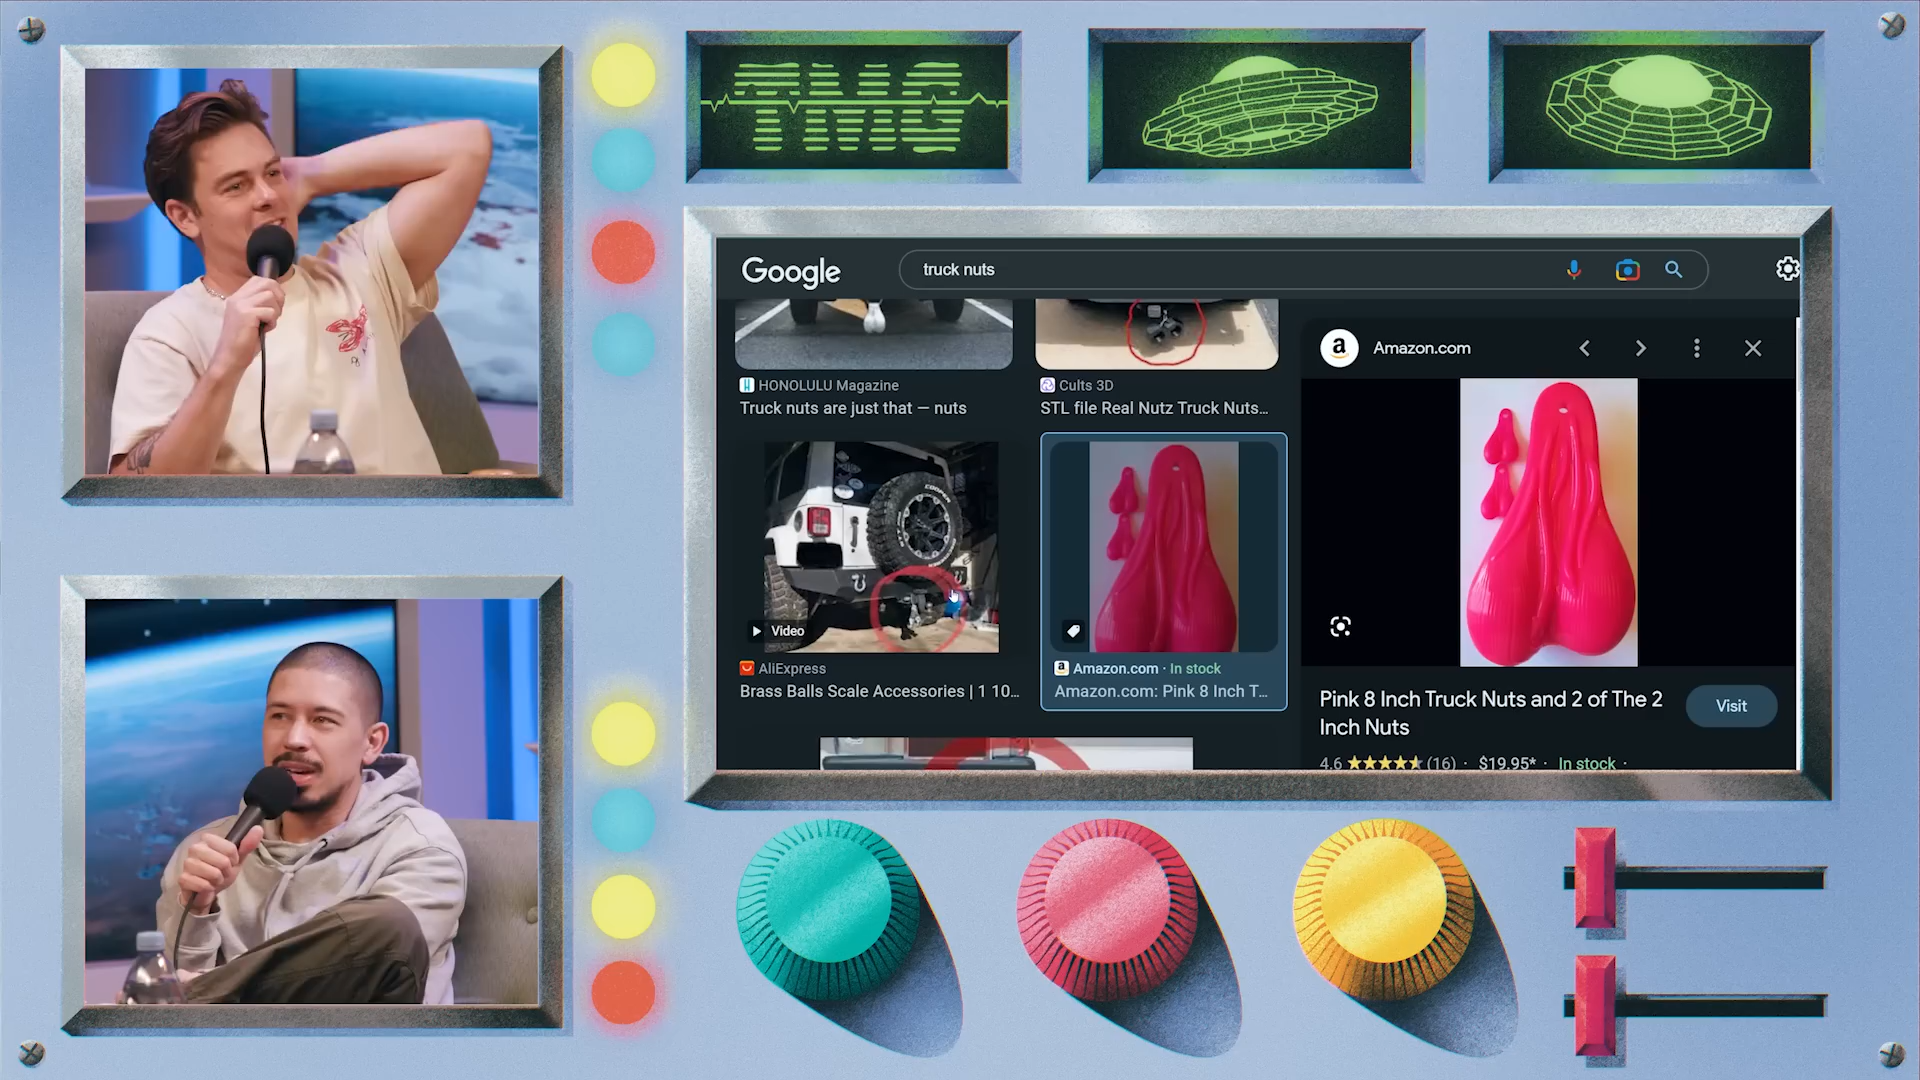 TMG
Google
truck nuts
HONOLULU Magazine
Truck nuts are just that — nuts
Cults 3D
STL file Real Nutz Truck Nuts...
Amazon.com
COOPER
Video
AliExpress
Brass Balls Scale Accessories | 1 10...
Amazon.com · In stock
Amazon.com: Pink 8 Inch T...
Pink 8 Inch Truck Nuts and 2 of The 2
Inch Nuts
Visit
4.6 ★★★★★ (16) · $19.95* · In stock ·